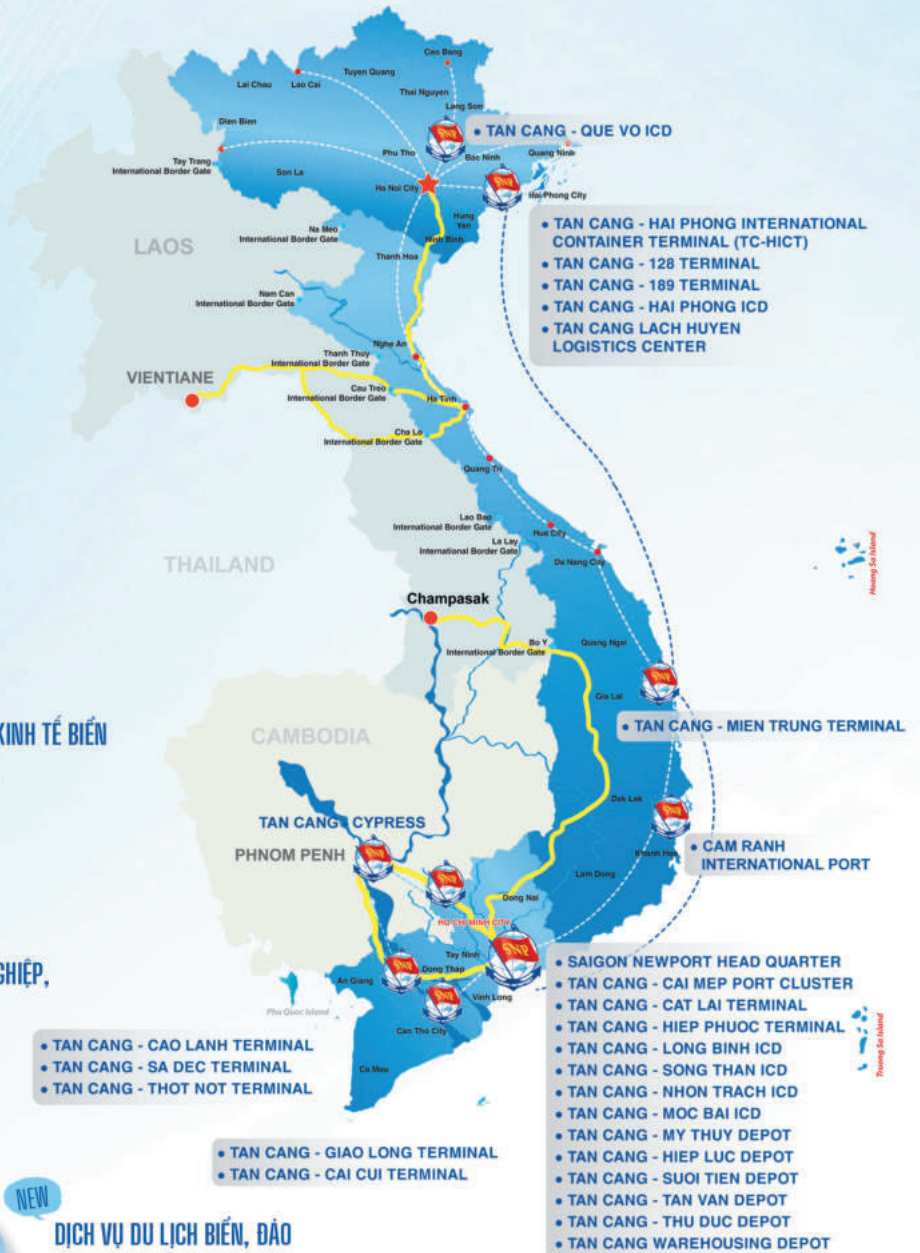 Cao Bang
Tuyen Quang
Lai Chau
Lao Cai
Thai Nguyen
Lang Son
Dien Bien
SNP
• TAN CANG - QUE VO ICD
Phu Tho
Bac Ninh
Quang Ninh
Tay Trang
International Border Gate
Son La
Ha Noi City
SNP
Hai Phong City
Hung
Yen
Ninh Binh
Na Meo
International Border Gate
LAOS
Thanh Hoa
• TAN CANG - HAI PHONG INTERNATIONAL
CONTAINER TERMINAL (TC-HICT)
• TAN CANG - 128 TERMINAL
• TAN CANG - 189 TERMINAL
• TAN CANG - HAI PHONG ICD
• TAN CANG LACH HUYEN
LOGISTICS CENTER
Nam Can
International Border Gate
Nghe An
Thanh Thuy
International Border Gate
VIENTIANE
Cau Treo
International Border Gate
Ha Tinh
Cha Lo
International Border Gate
Quang Tri
Lao Bao
International Border Gate
Hue City
La Lay
International Border Gate
Da Nang City
Hoang Sa Island
THAILAND
Champasak
Bo Y
International Border Gate
Quang Ngai
SNP
Gia Lai
• TAN CANG - MIEN TRUNG TERMINAL
KINH TẾ BIỂN
CAMBODIA
Dak Lak
SNP
TAN CANG - CYPRESS
PHNOM PENH
SNP
SNP
Khanh Hoa
• CAM RANH
INTERNATIONAL PORT
Lam Dong
Dong Nai
HO CHI MINH CITY
SNP
GHIỆP,
Tay Ninh
SNP
Dong Thap
An Giang
SNP
Vinh Long
Phu Quoc Island
Can Tho City
Ca Mau
Truong Sa Island
• SAIGON NEWPORT HEAD QUARTER
• TAN CANG - CAI MEP PORT CLUSTER
• TAN CANG - CAT LAI TERMINAL
• TAN CANG - HIEP PHUOC TERMINAL
• TAN CANG - LONG BINH ICD
• TAN CANG - SONG THAN ICD
• TAN CANG - NHON TRACH ICD
• TAN CANG - MOC BAI ICD
• TAN CANG - MY THUY DEPOT
• TAN CANG - HIEP LUC DEPOT
• TAN CANG - SUOI TIEN DEPOT
• TAN CANG - TAN VAN DEPOT
• TAN CANG - THU DUC DEPOT
• TAN CANG WAREHOUSING DEPOT
• TAN CANG - CAO LANH TERMINAL
• TAN CANG - SA DEC TERMINAL
• TAN CANG - THOT NOT TERMINAL
• TAN CANG - GIAO LONG TERMINAL
• TAN CANG - CAI CUI TERMINAL
NEW
DỊCH VỤ DU LỊCH BIỂN, ĐẢO